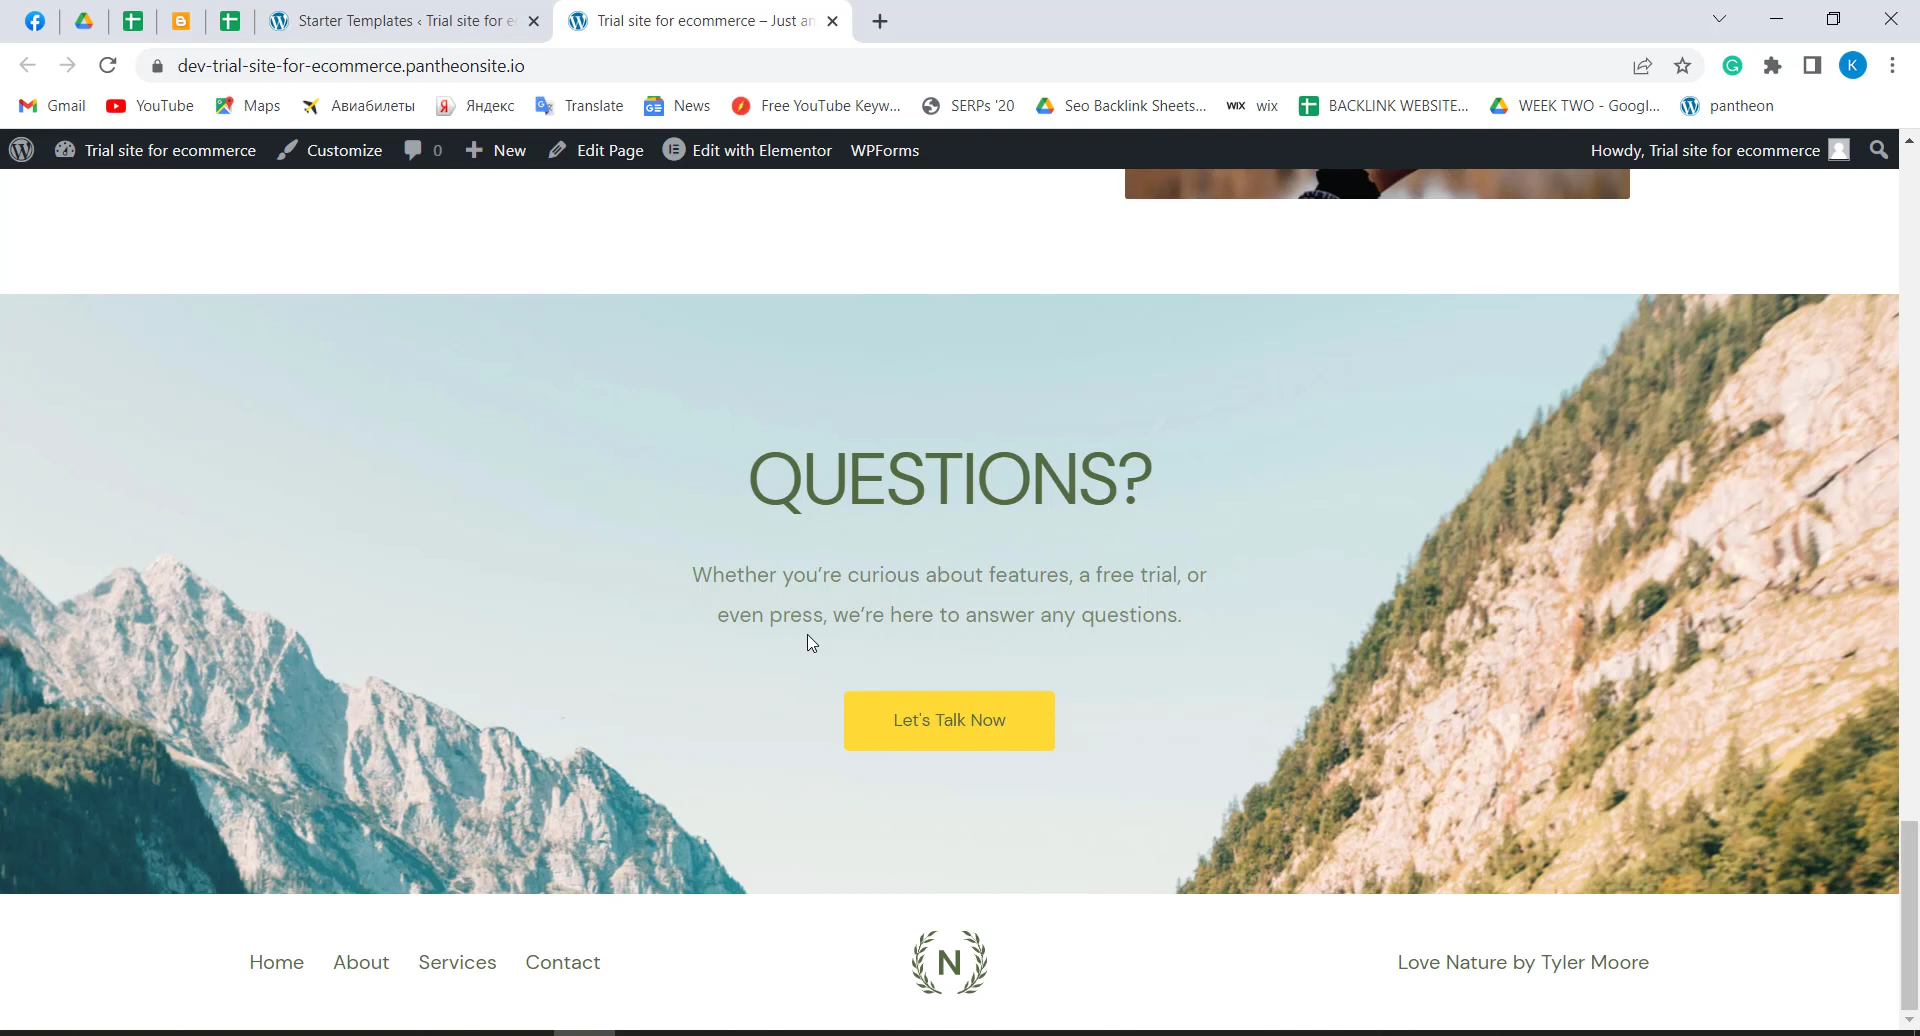 Starter Templates ‹ Trial site for e
Trial site for ecommerce – Just an
dev-trial-site-for-ecommerce.pantheonsite.io
K
Gmail
YouTube
Maps
Авиабилеты
Яндекс
Translate
News
Free YouTube Keyw...
SERPs '20
Seo Backlink Sheets...
WIX wix
BACKLINK WEBSITE...
WEEK TWO - Googl...
pantheon
Trial site for ecommerce
Customize
0
New
Edit Page
Edit with Elementor
WPForms
Howdy, Trial site for ecommerce
QUESTIONS?
Whether you're curious about features, a free trial, or
even press, we're here to answer any questions.
Let's Talk Now
Home
About
Services
Contact
N
Love Nature by Tyler Moore